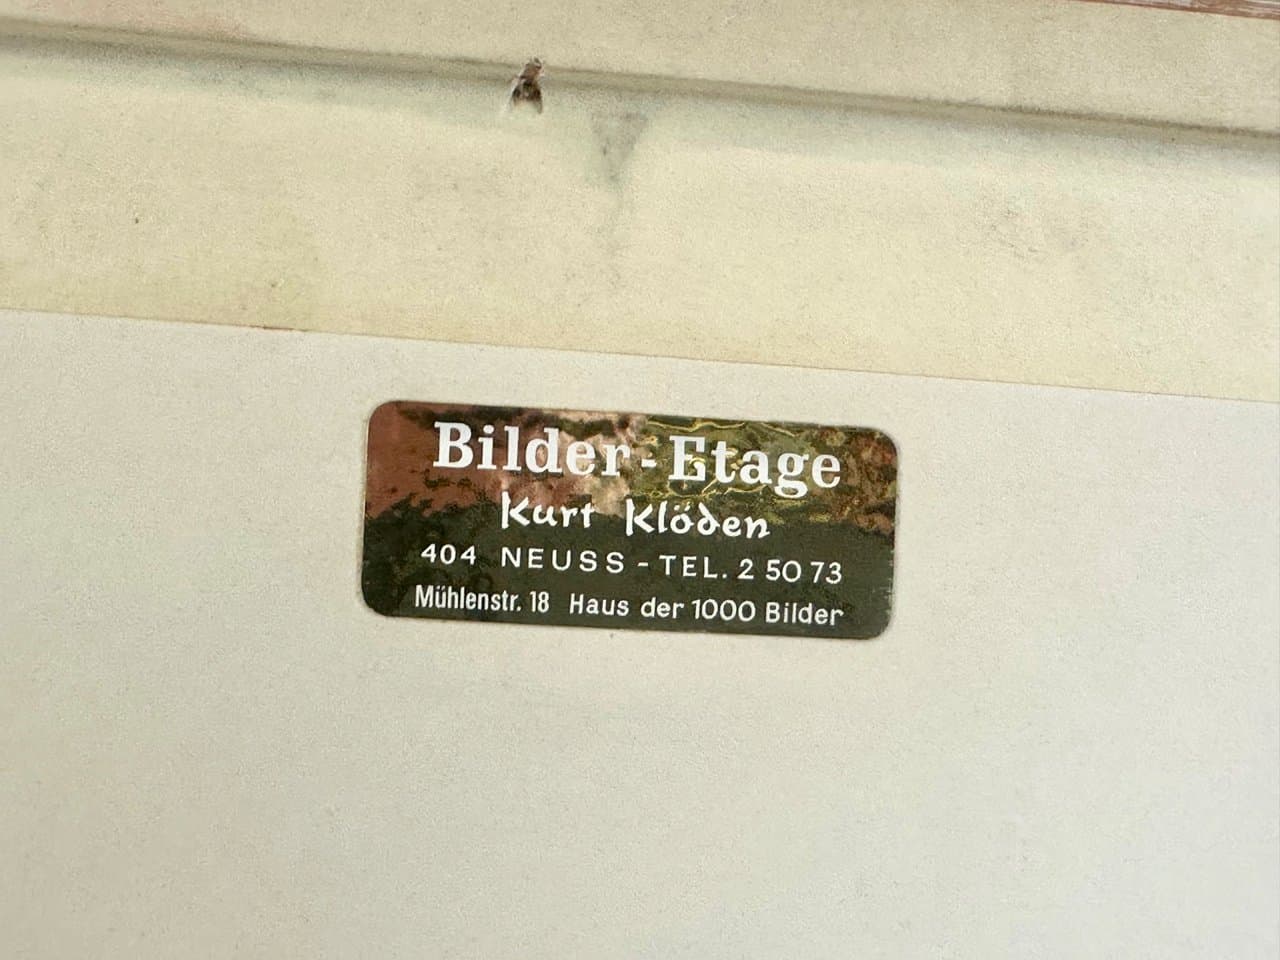 Bilder-Etage
Kurt Klöden
404 NEUSS - TEL. 2 50 73
Mühlenstr. 18 Haus der 1000 Bilder